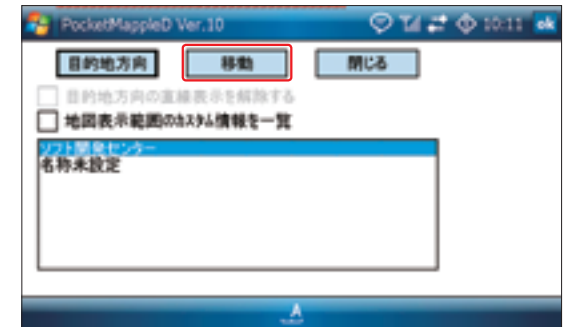 PocketMappleD Ver.10 10:11 ok
目的地方向 移動 閉じる
目的地方向の直線表示を解除する
地図表示範囲のカスタム情報を一覧
ソフト開発センター
名称未設定
A